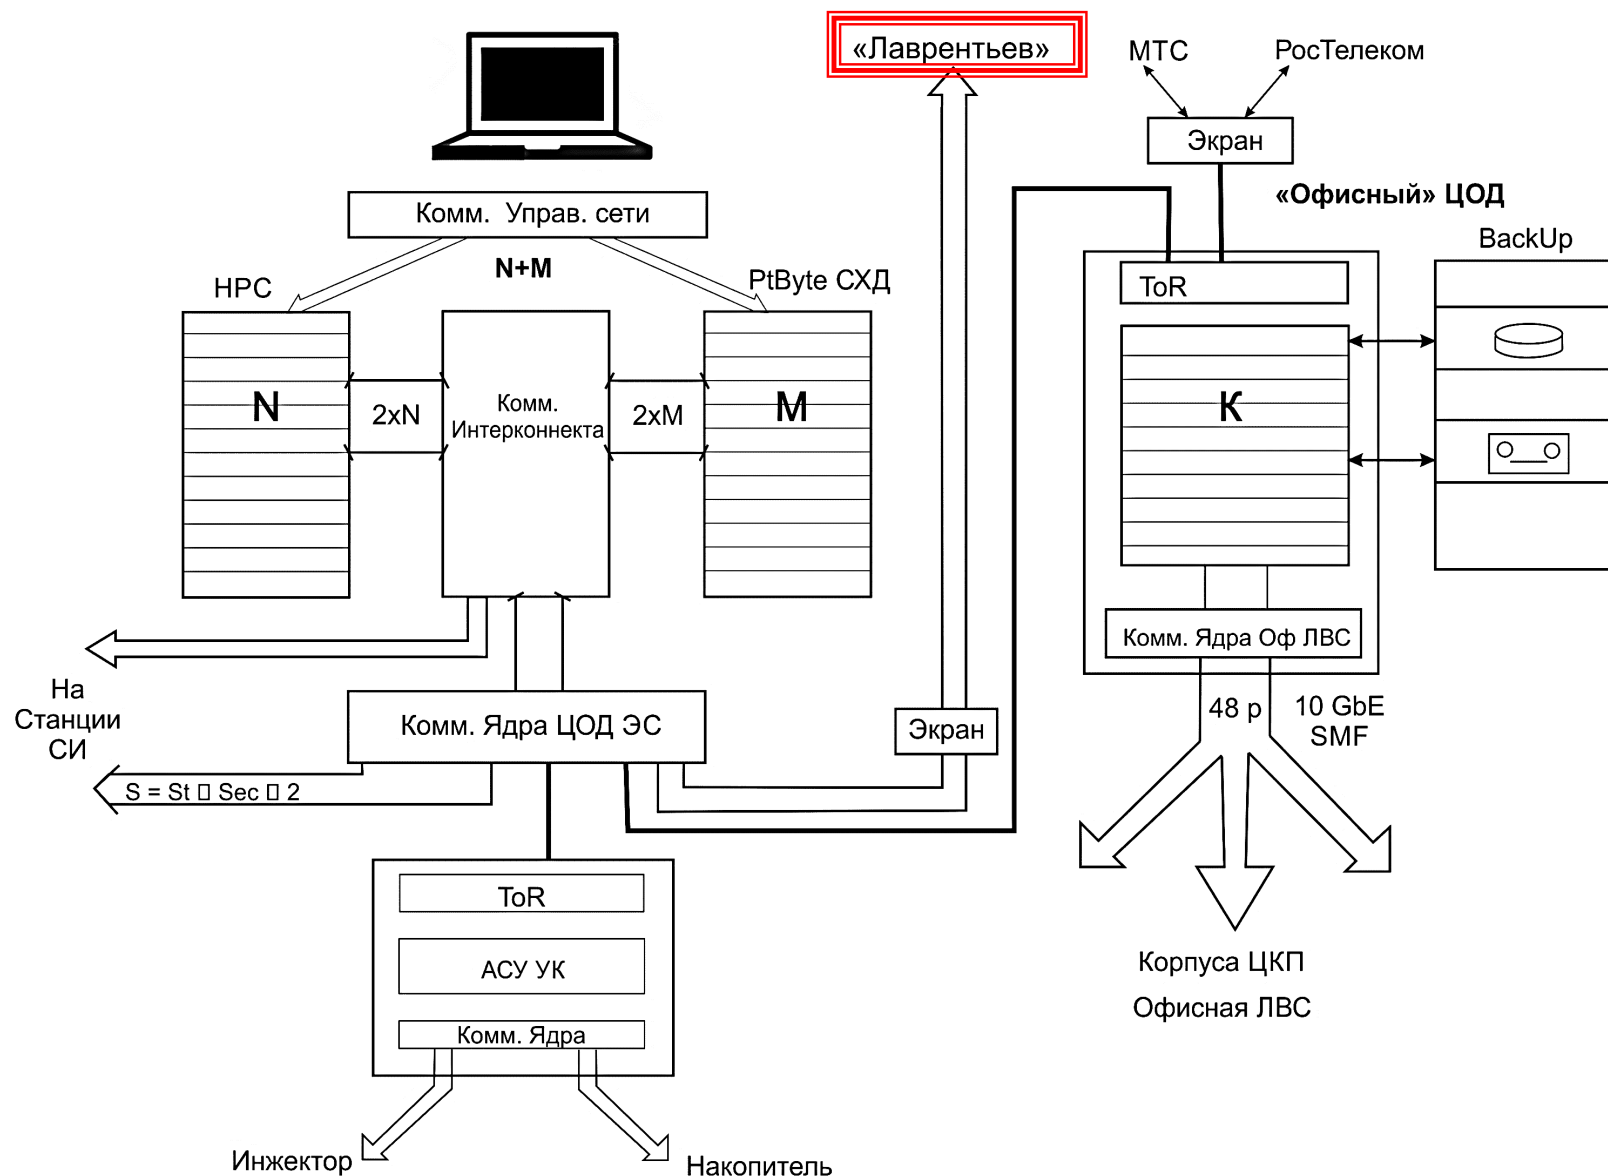 «Лаврентьев»
МТС
РосТелеком
Экран
«Офисный» ЦОД
Комм. Управ. сети
N+M
HPC
PtByte СХД
BackUp
ToR
N
2xN
Комм.
Интерконнекта
2xM
M
К
Комм. Ядра Оф ЛВС
На
Станции
СИ
48 р
10 GbE
SMF
Комм. Ядра ЦОД ЭС
Экран
S = St □ Sec □ 2
ToR
АСУ УК
Комм. Ядра
Корпуса ЦКП
Офисная ЛВС
Инжектор
Накопитель